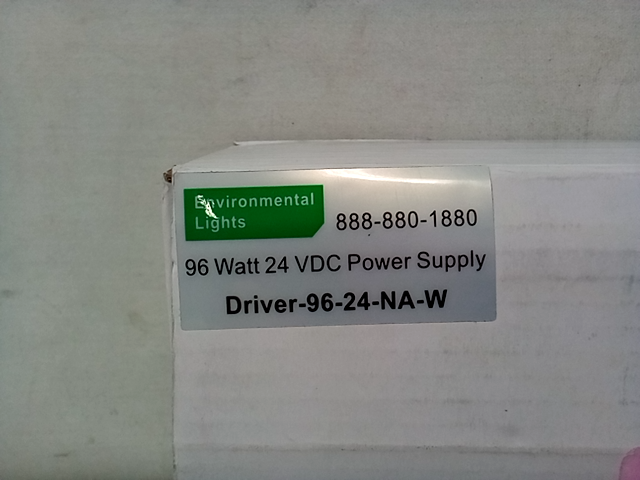 Environmental
Lights
888-880-1880
96 Watt 24 VDC Power Supply
Driver-96-24-NA-W